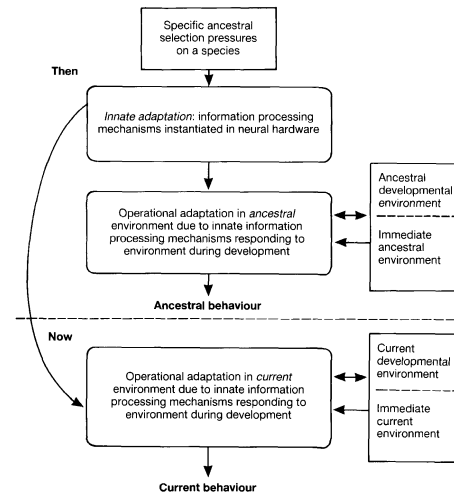 Specific ancestral
selection pressures
on a species
Then
Innate adaptation: information processing
mechanisms instantiated in neural hardware
Operational adaptation in ancestral
environment due to innate information
processing mechanisms responding to
environment during development
Ancestral
developmental
environment
Immediate
ancestral
environment
Ancestral behaviour
Now
Operational adaptation in current
environment due to innate information
processing mechanisms responding to
environment during development
Current
developmental
environment
Immediate
current
environment
Current behaviour